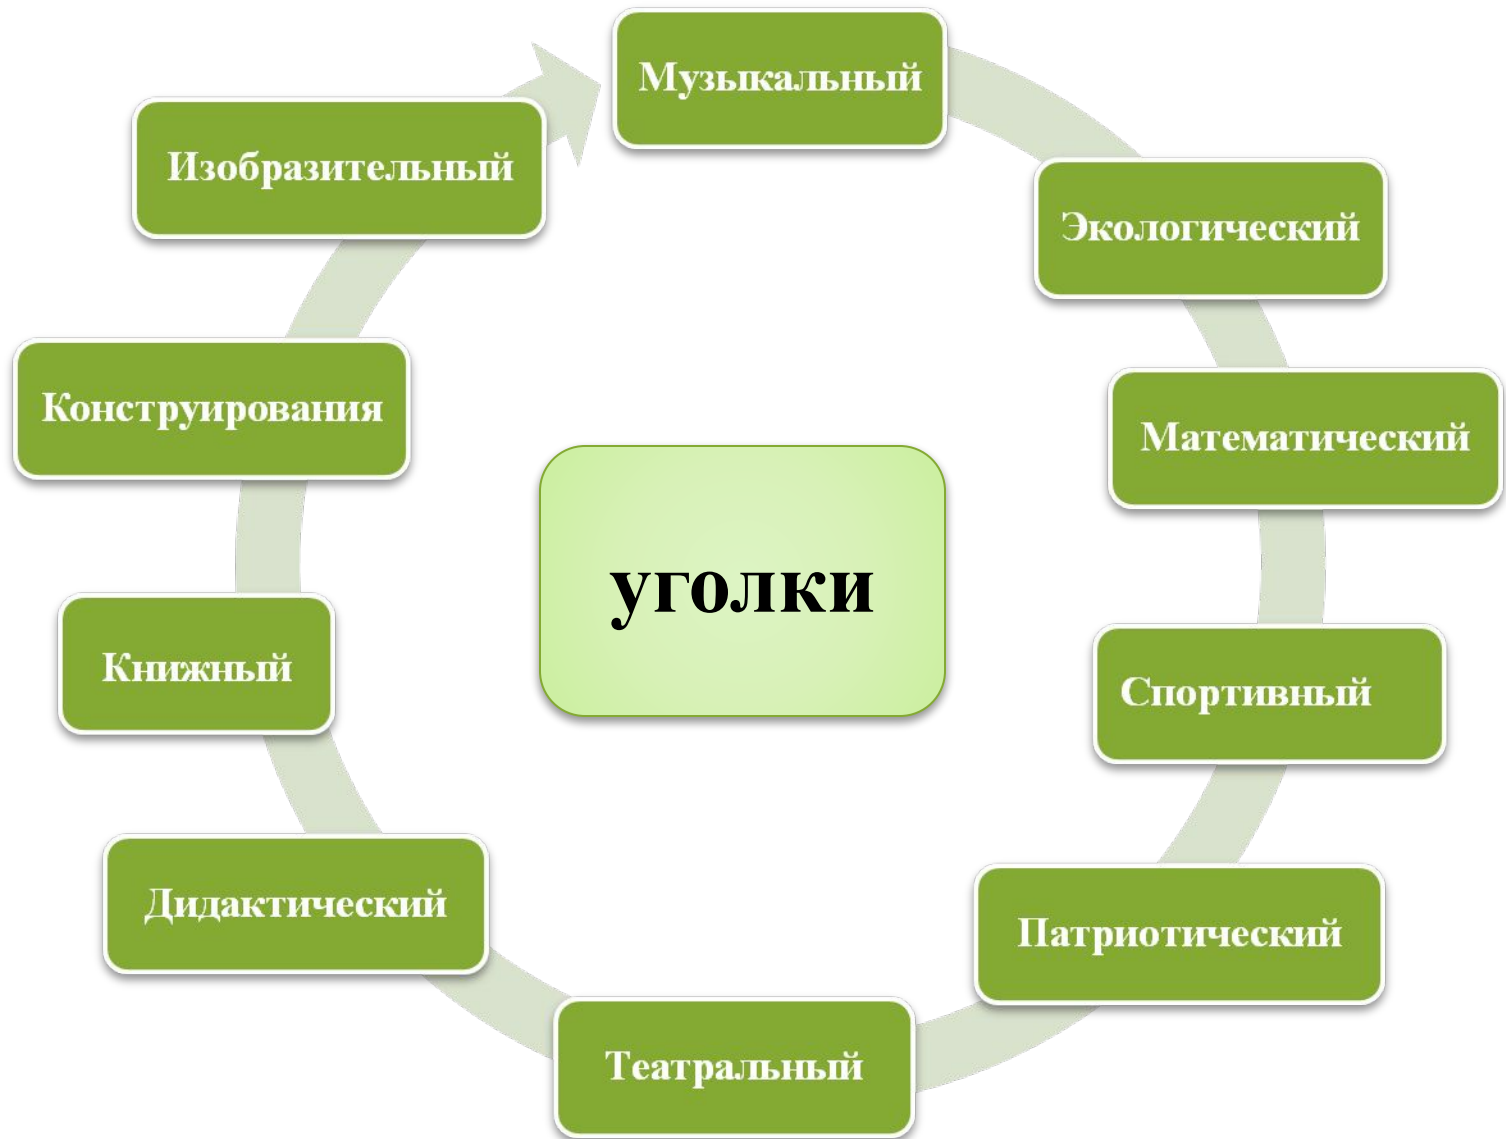 Музыкальный
Экологический
Математический
Спортивный
Патриотический
Театральный
Дидактический
Книжный
Конструирования
Изобразительный
уголки